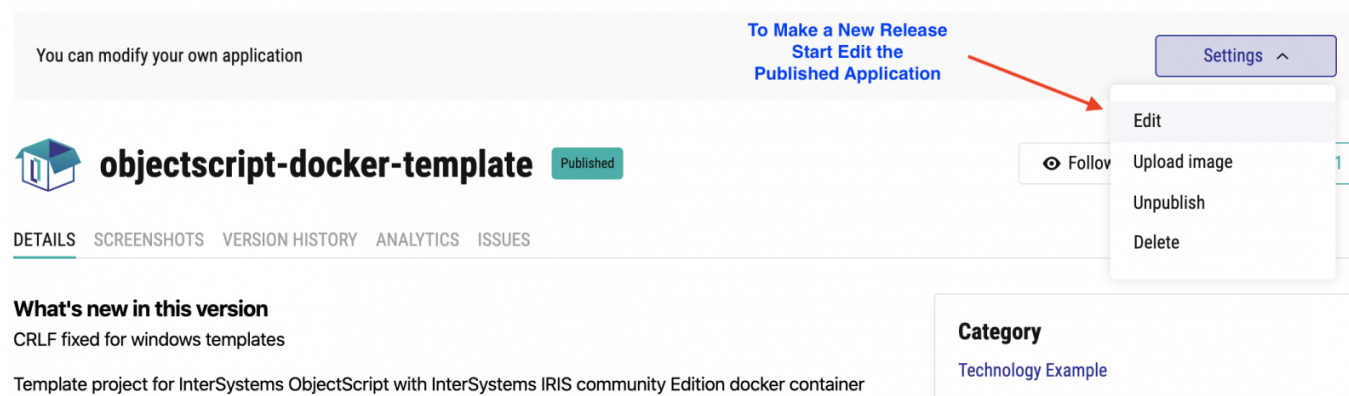 To Make a New Release
Start Edit the
Published Application
You can modify your own application
Settings
Edit
Upload image
Unpublish
Delete
objectscript-docker-template
Published
1
DETAILS SCREENSHOTS VERSION HISTORY ANALYTICS ISSUES
What's new in this version
CRLF fixed for windows templates
Template project for InterSystems ObjectScript with InterSystems IRIS community Edition docker container
Category
Technology Example